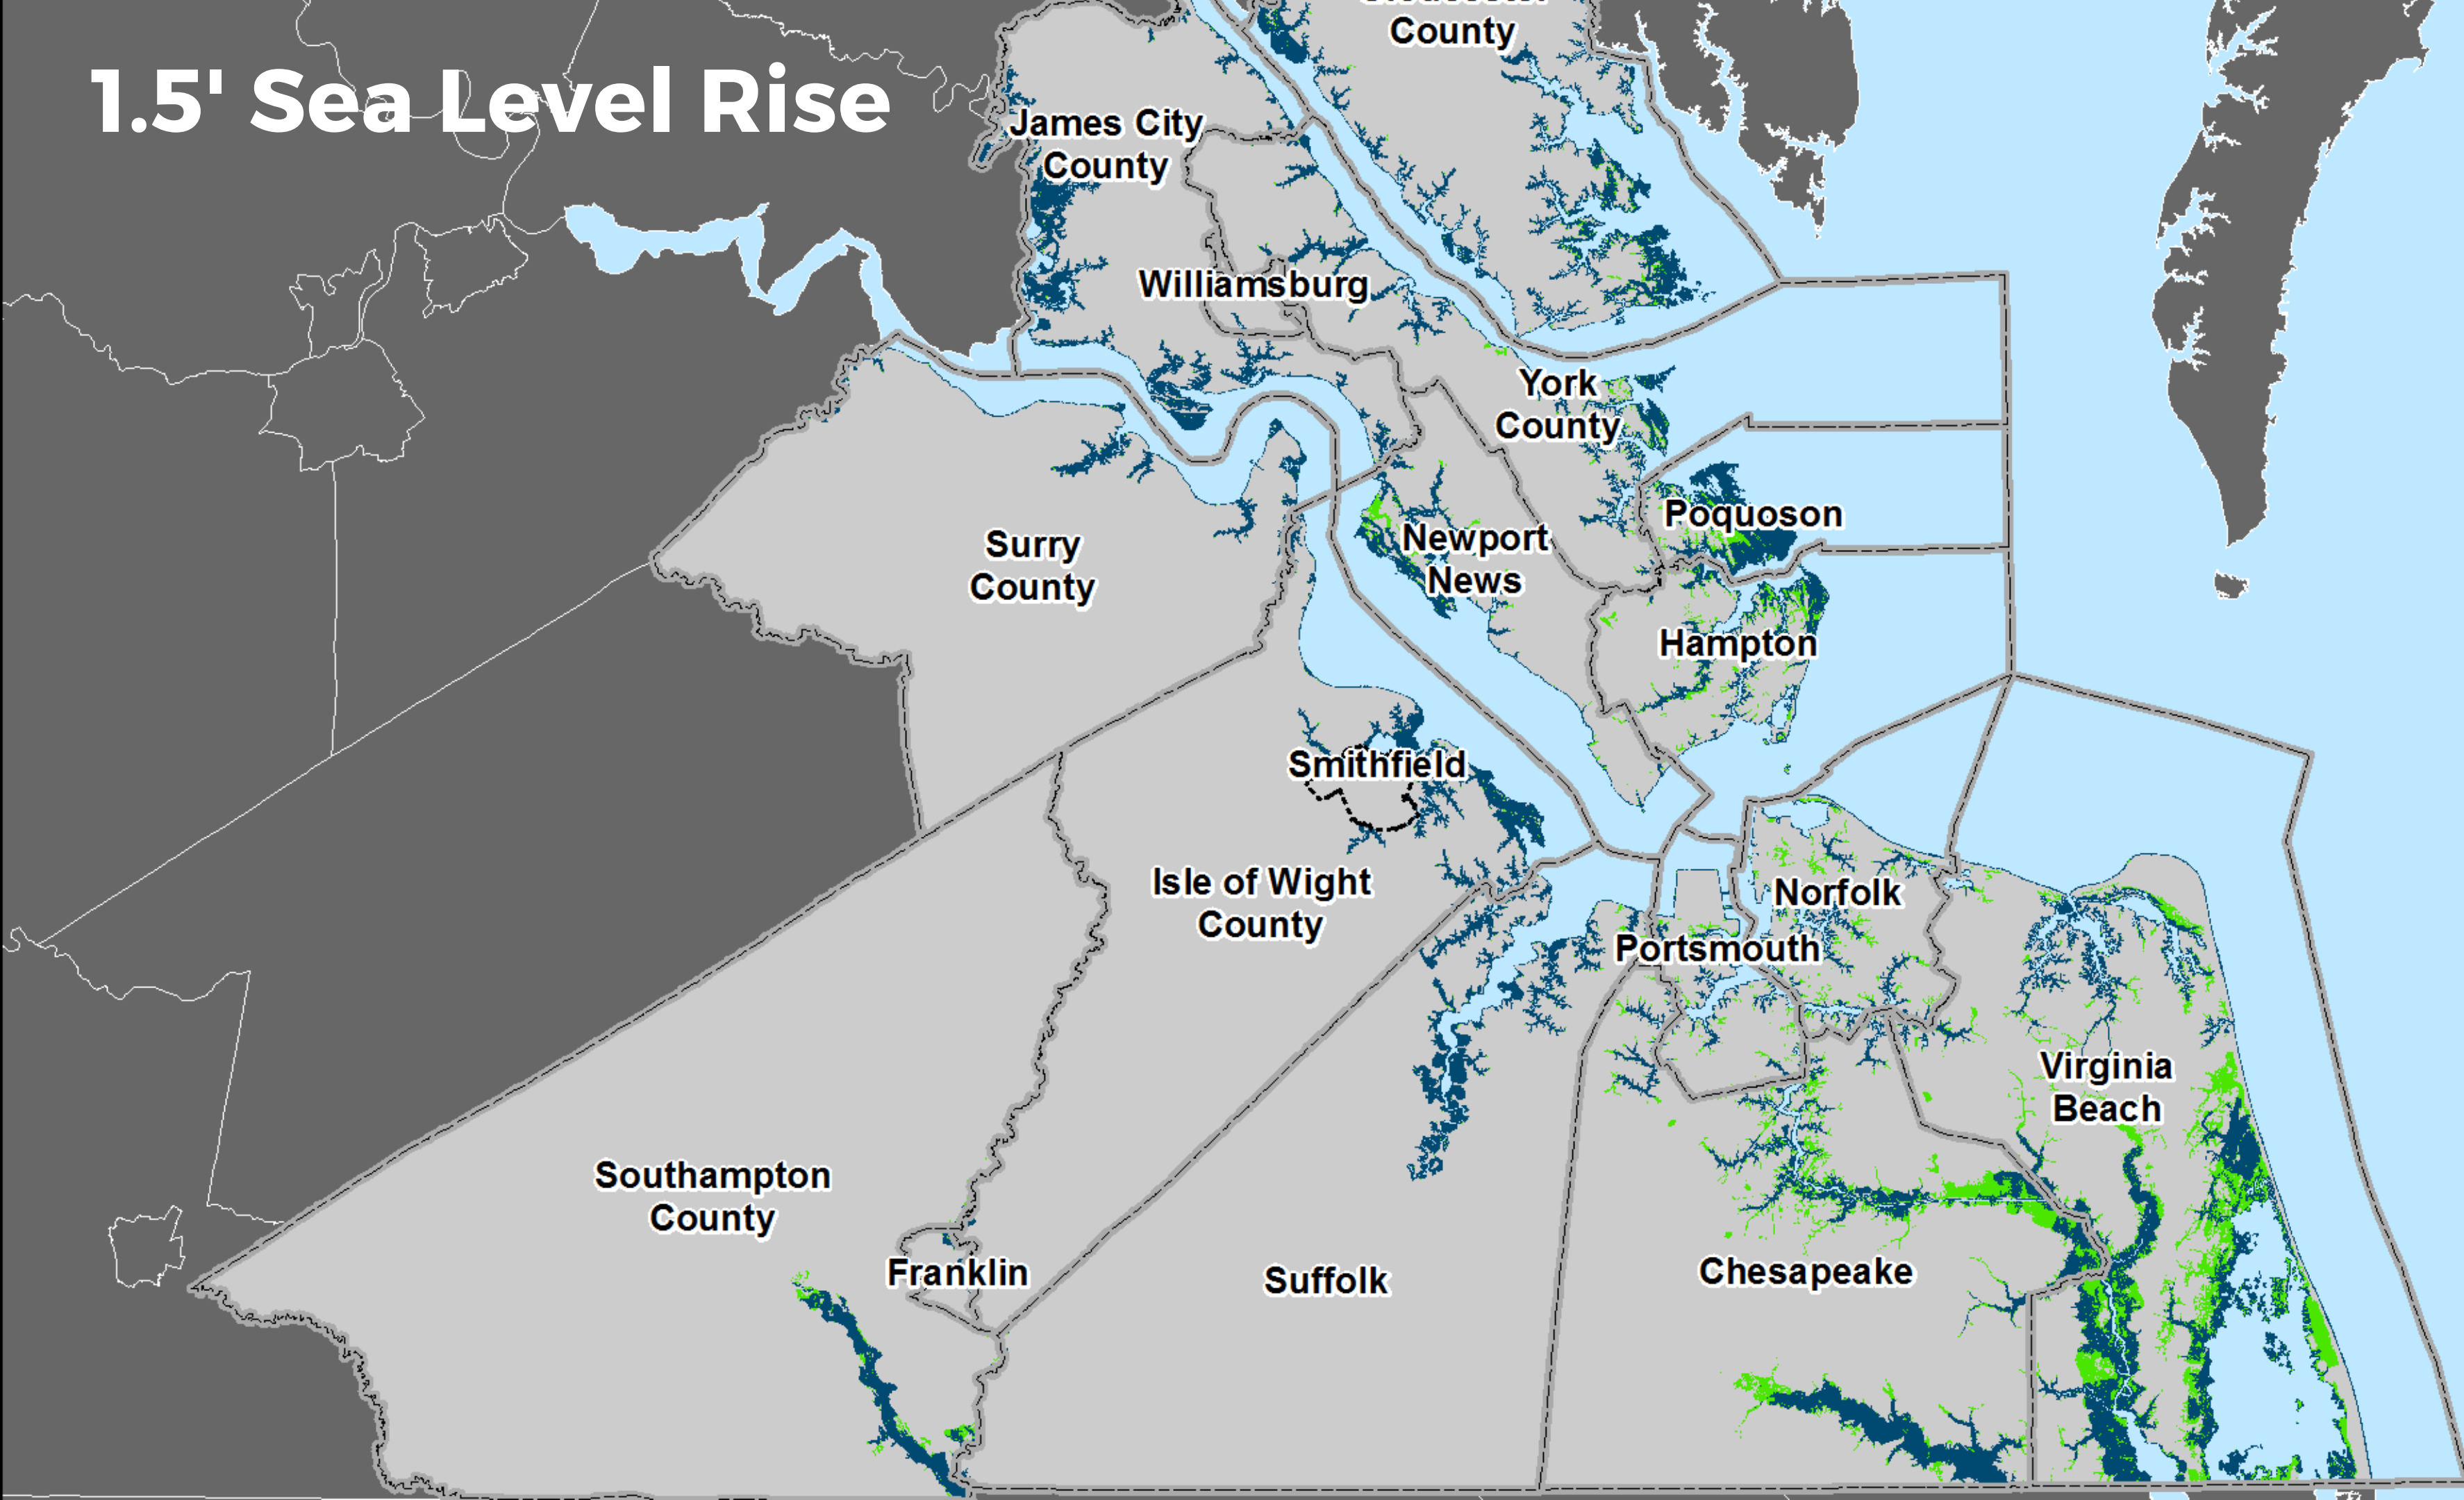 1.5' Sea Level Rise
County
James City
County
Williamsburg
York
County
Poquoson
Newport
News
Surry
County
Hampton
Smithfield
Isle of Wight
County
Norfolk
Portsmouth
Virginia
Beach
Southampton
County
Franklin
Suffolk
Chesapeake